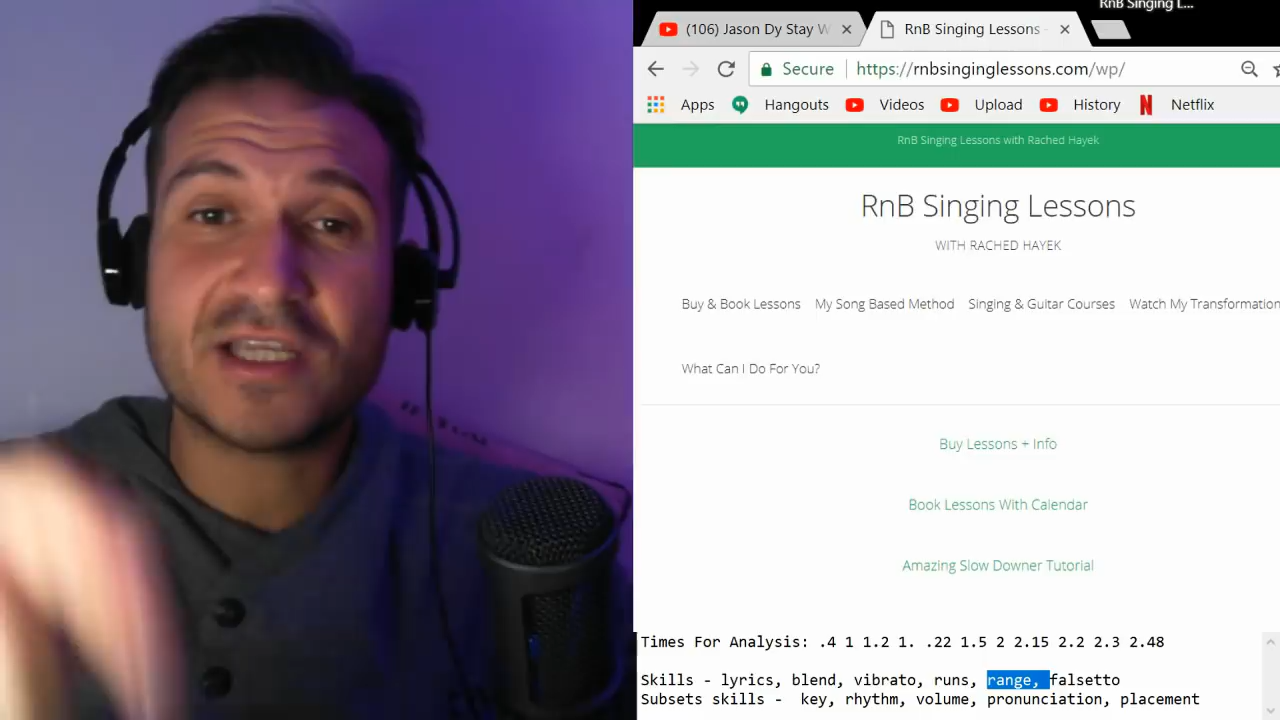 RnB Singing L...
(106) Jason Dy Stay W
RnB Singing Lessons -
Secure https://rnbsinginglessons.com/wp/
Apps Hangouts Videos Upload History Netflix
RnB Singing Lessons with Rached Hayek
RnB Singing Lessons
WITH RACHED HAYEK
Buy & Book Lessons My Song Based Method Singing & Guitar Courses Watch My Transformation
What Can I Do For You?
Buy Lessons + Info
Book Lessons With Calendar
Amazing Slow Downer Tutorial
Times For Analysis: .4 1 1.2 1. .22 1.5 2 2.15 2.2 2.3 2.48
Skills - lyrics, blend, vibrato, runs, range, falsetto
Subsets skills - key, rhythm, volume, pronunciation, placement